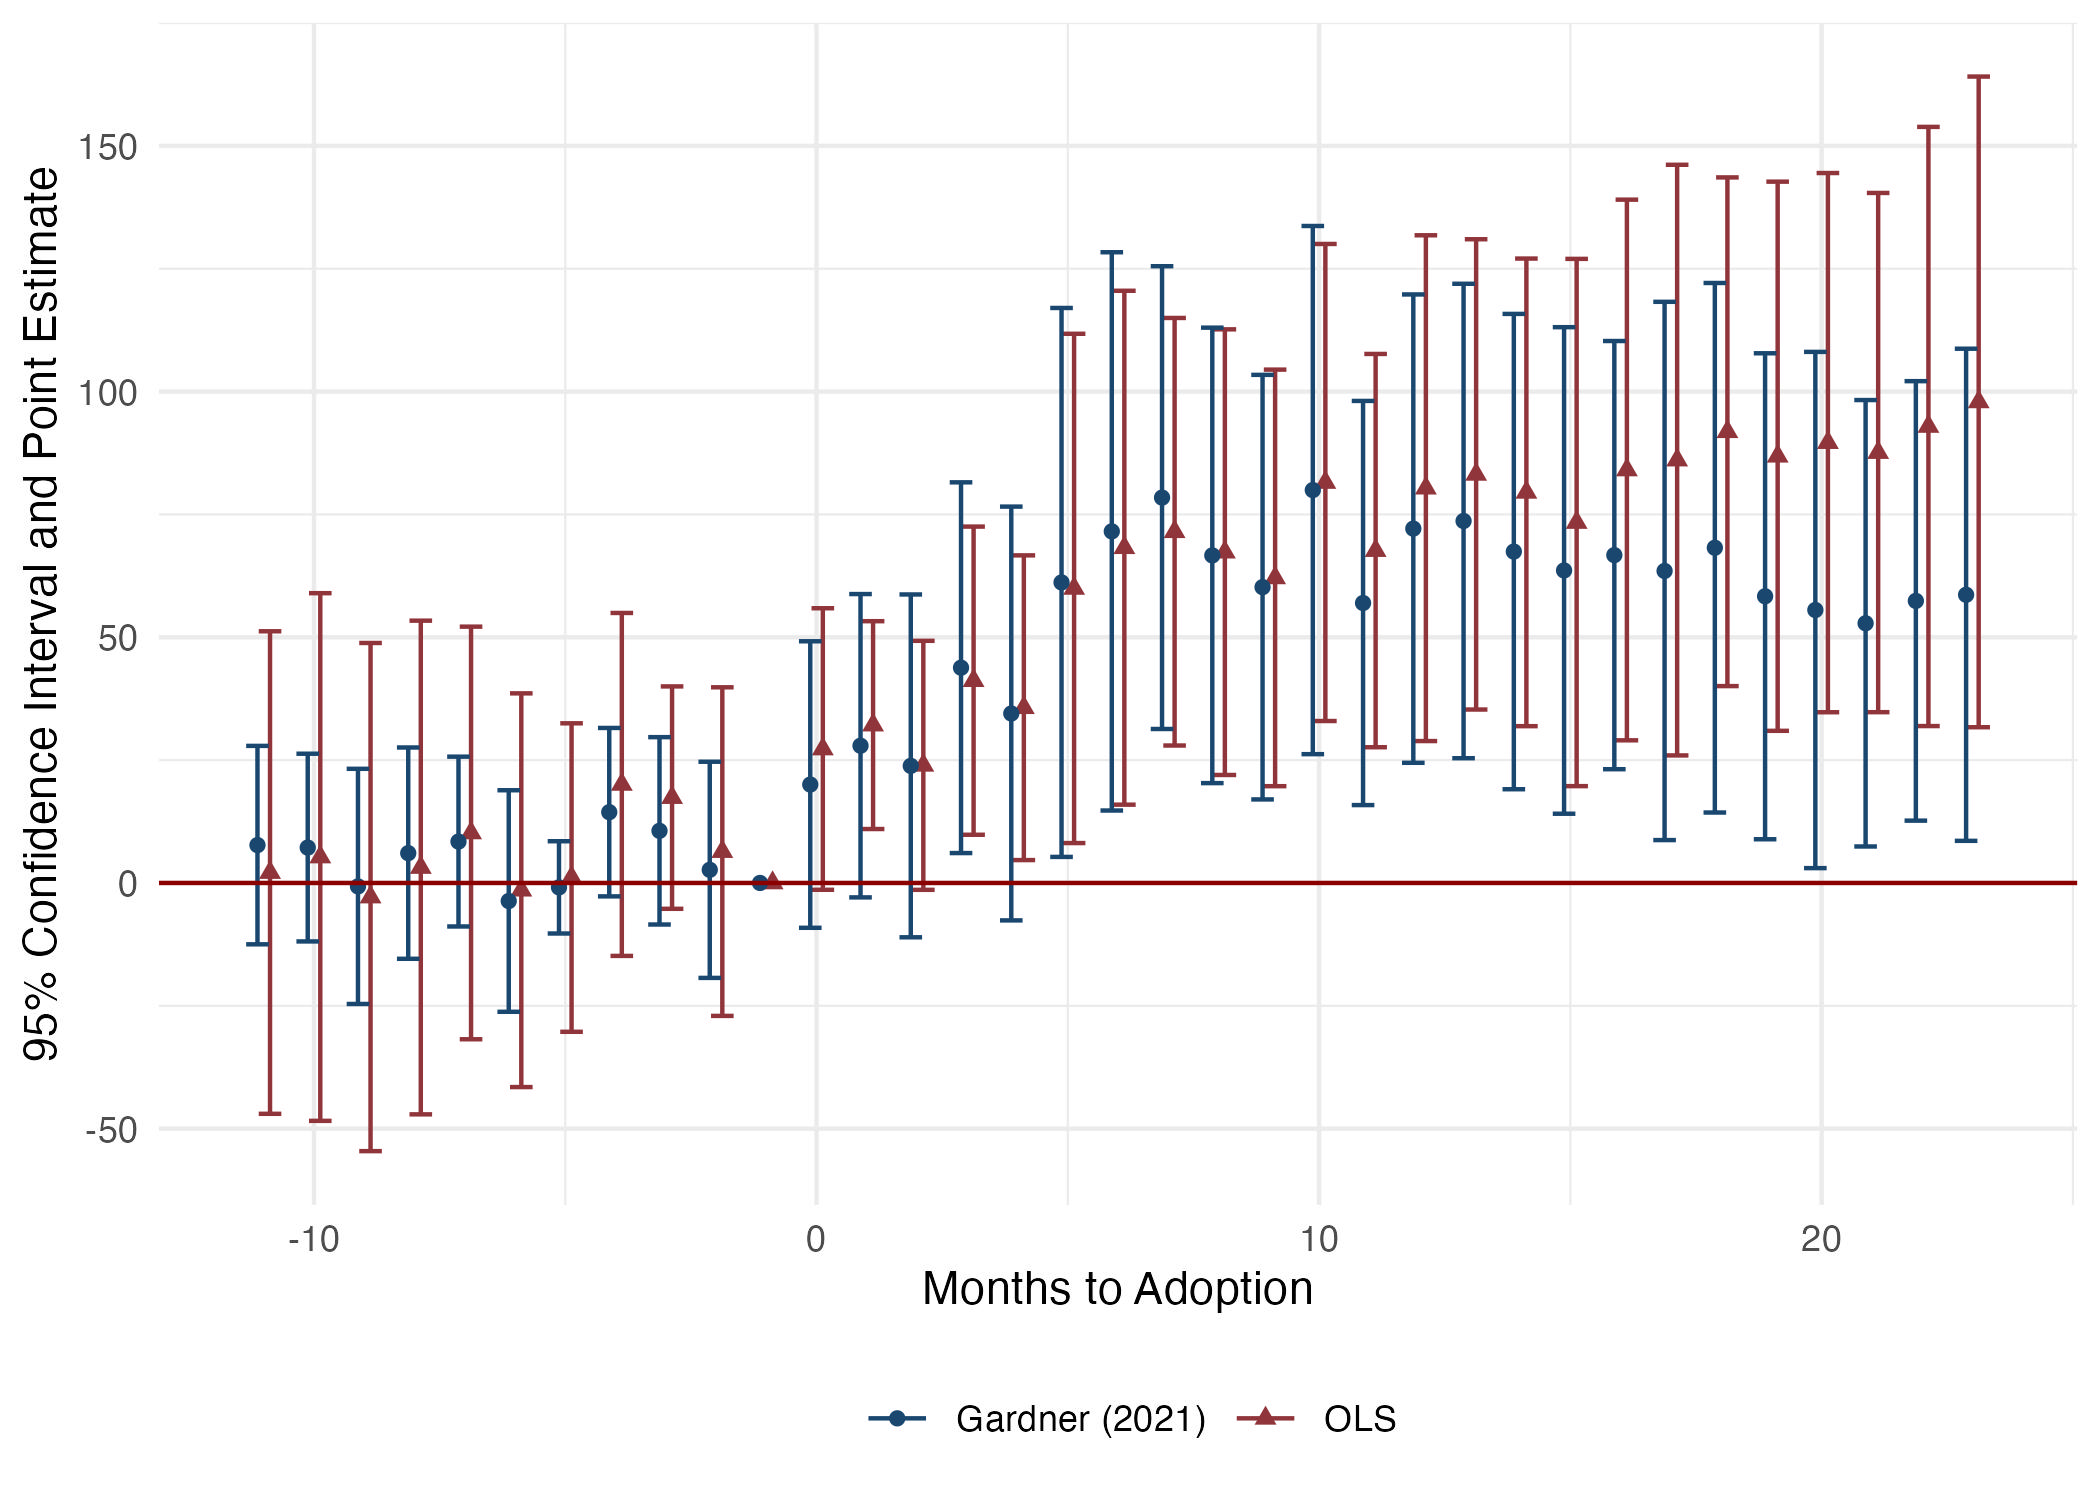 95% Confidence Interval and Point Estimate
150
100
50
0
-50
-10 0 10 20
Months to Adoption
Gardner (2021) OLS